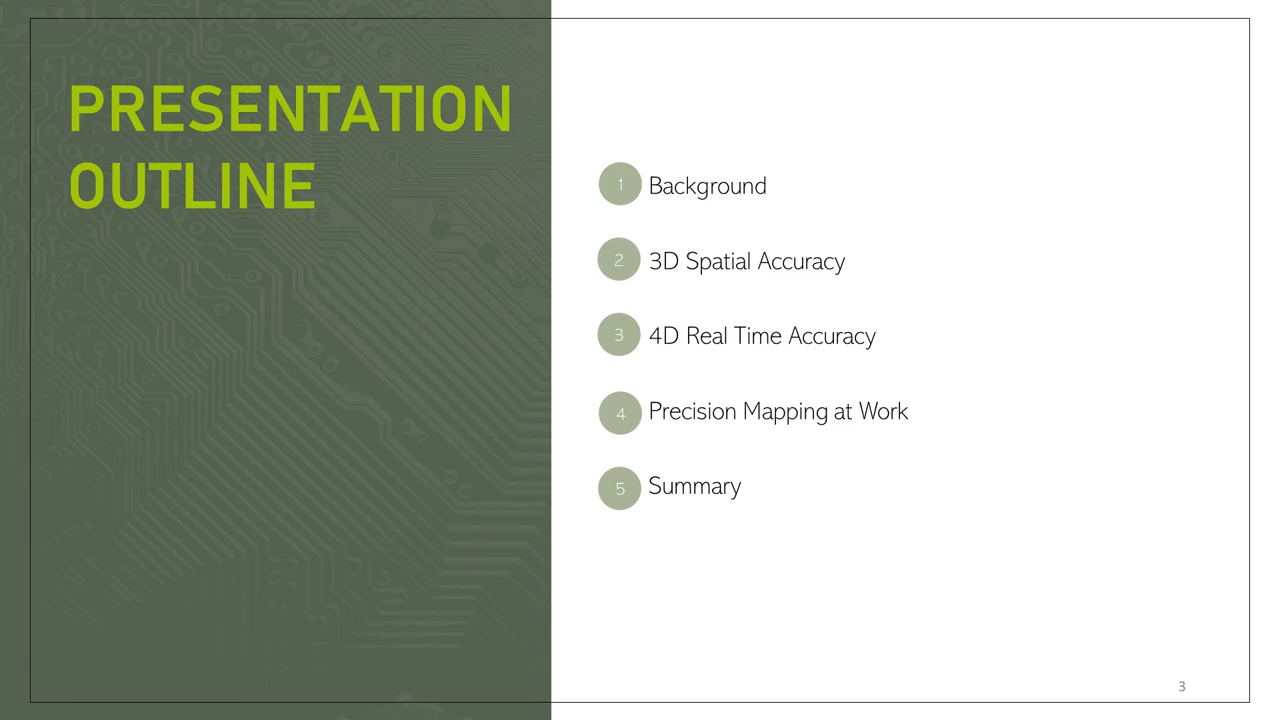 PRESENTATION
OUTLINE
1 Background
2 3D Spatial Accuracy
3 4D Real Time Accuracy
4 Precision Mapping at Work
5 Summary
3